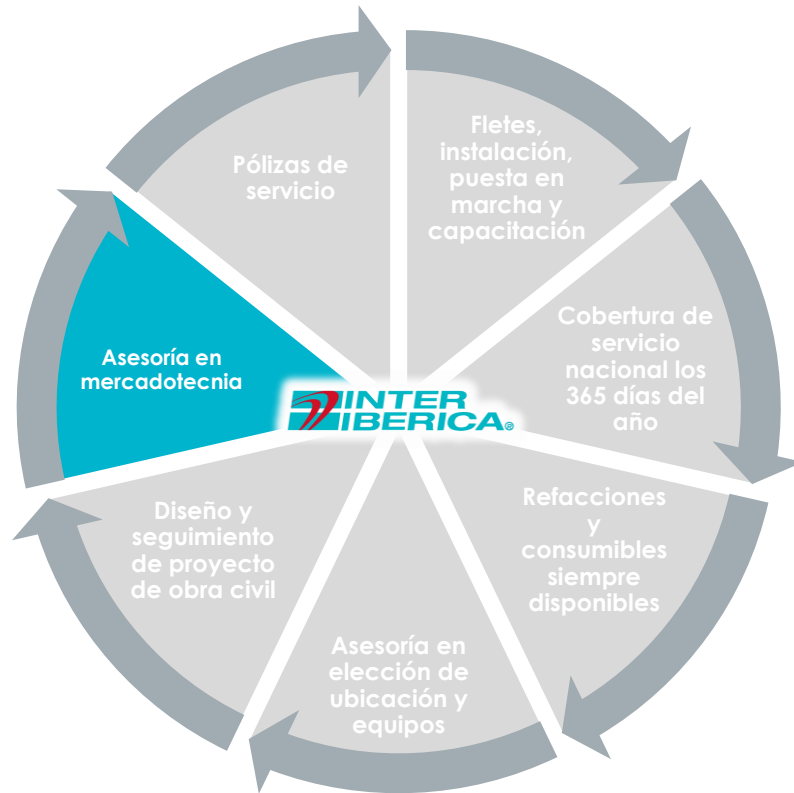 Fletes,
instalación,
puesta en
marcha y
capacitación
Cobertura de
servicio
nacional los
365 días del
año
Refacciones
y
consumibles
siempre
disponibles
Asesoría en
elección de
ubicación y
equipos
Diseño y
seguimiento
de proyecto
de obra civil
Asesoría en
mercadotecnia
Pólizas de
servicio
INTER
IBERICA®